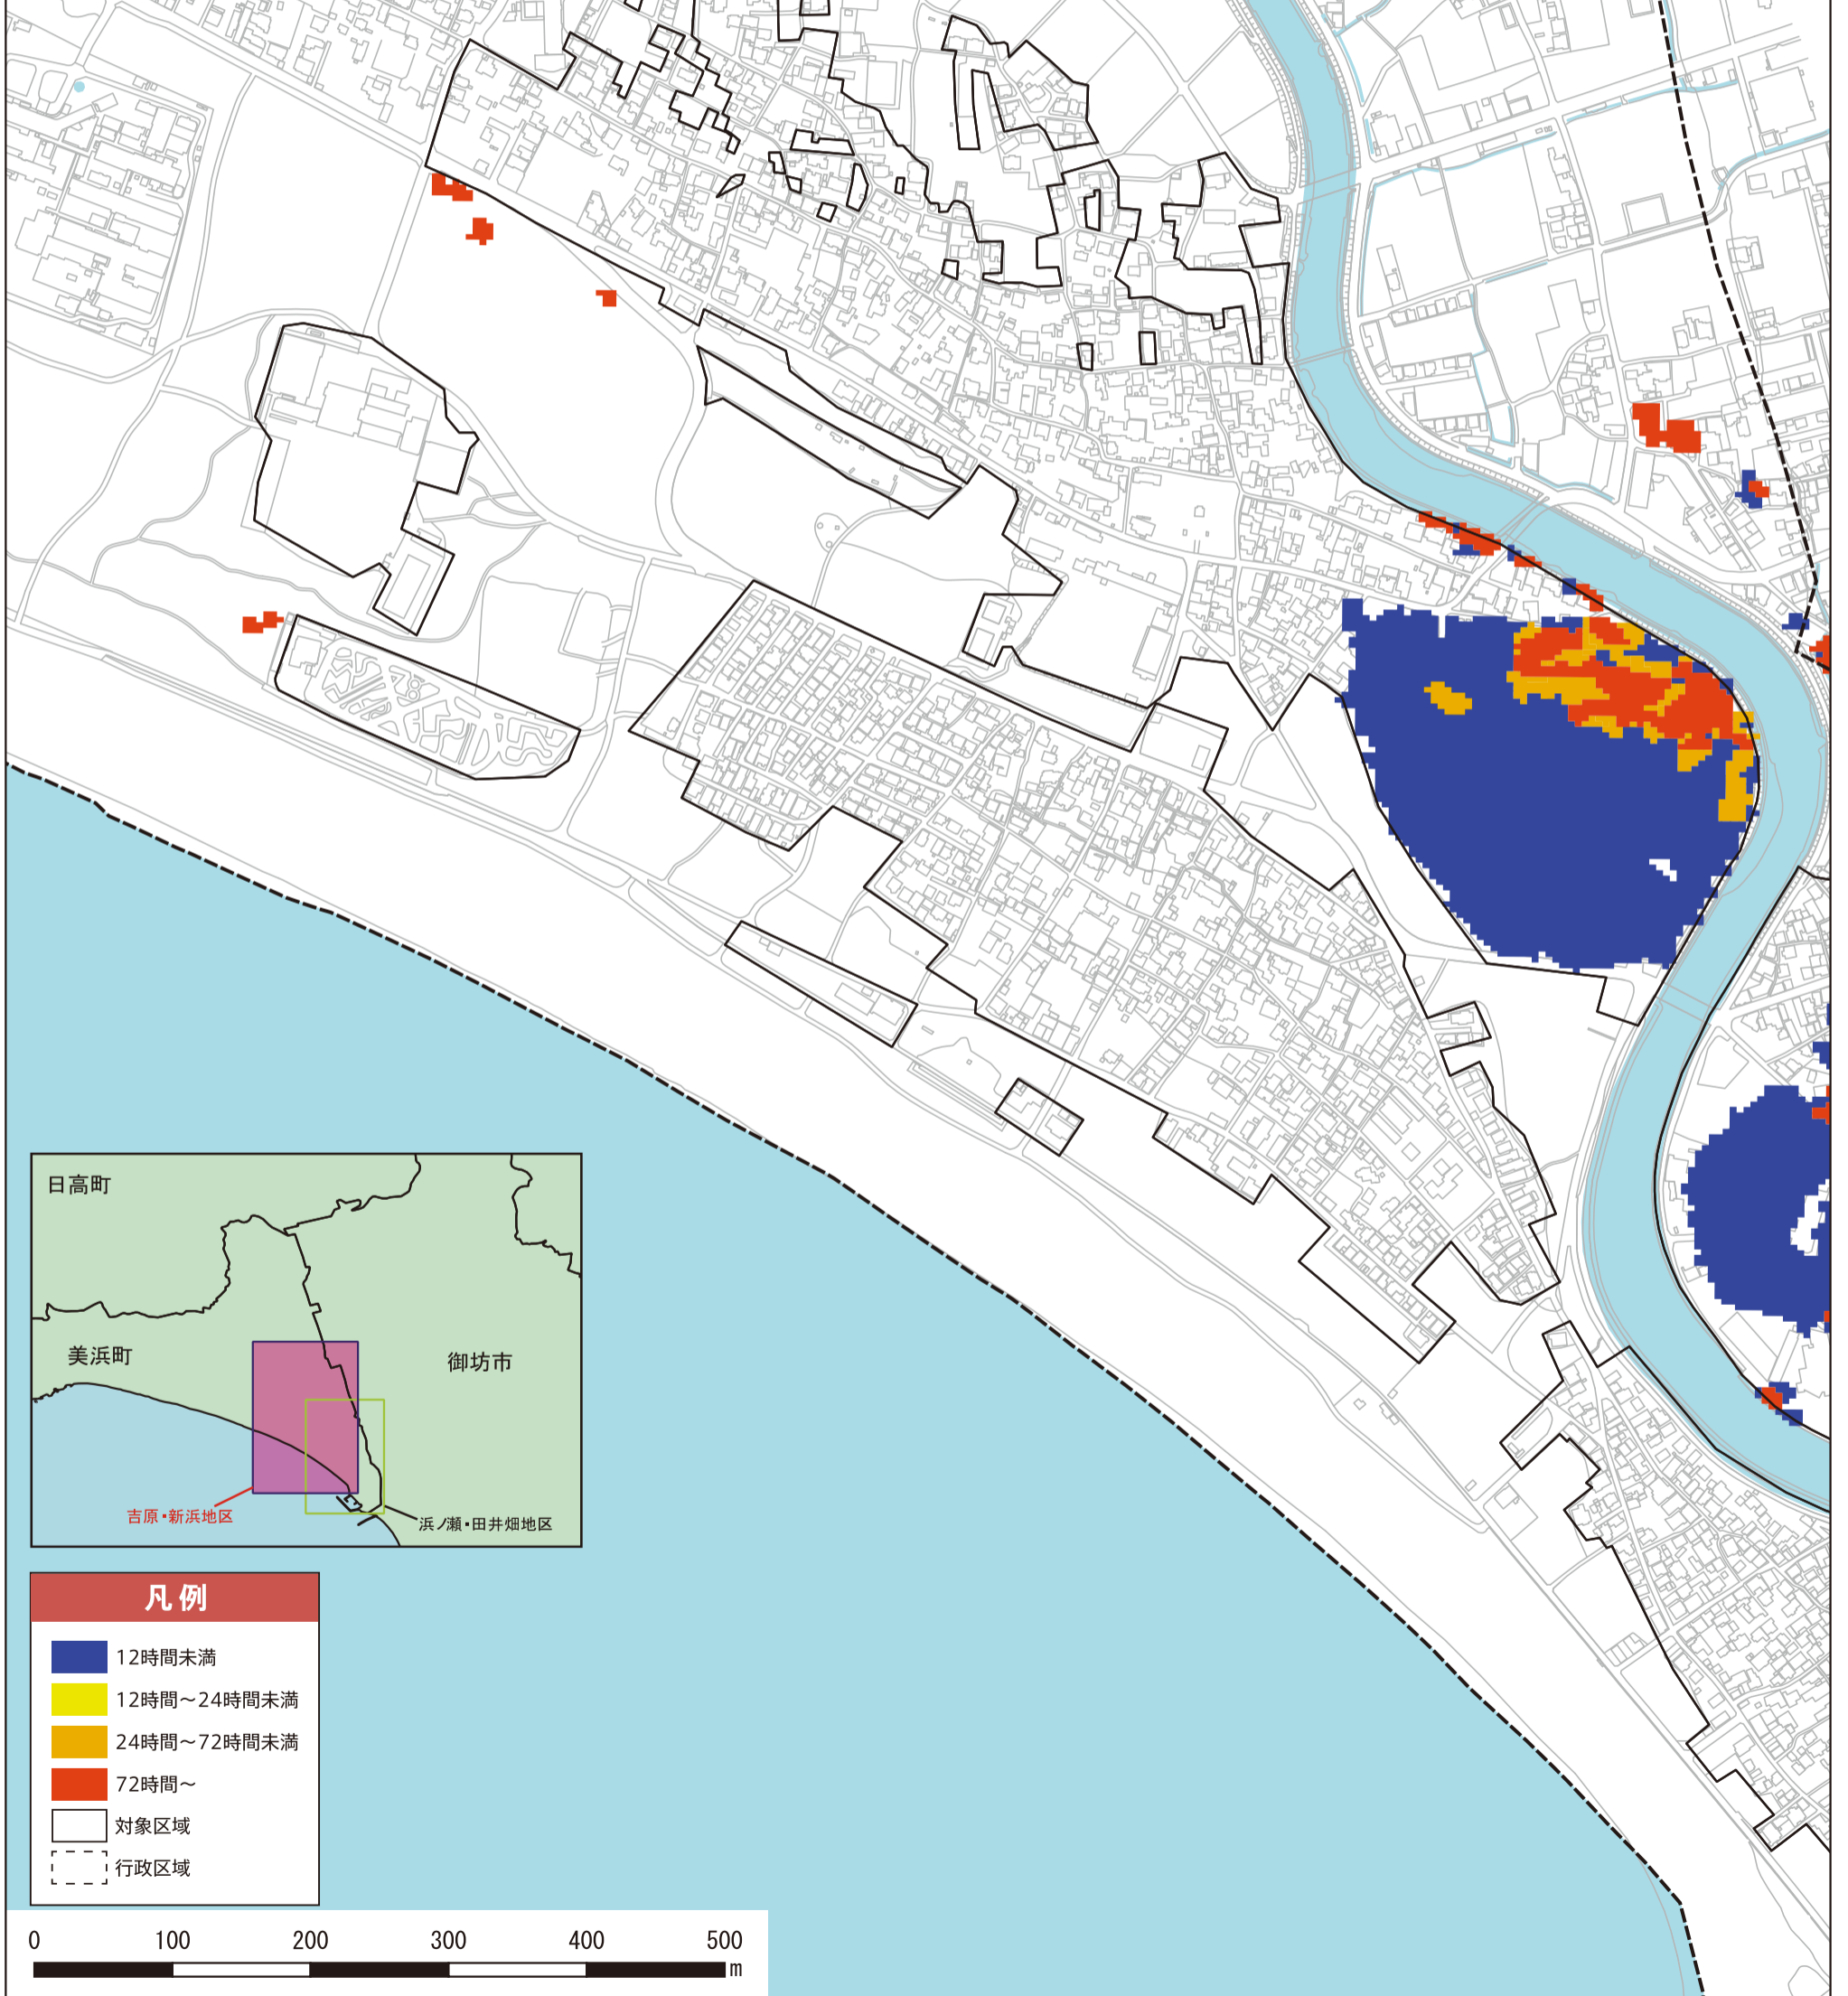 日高町
美浜町
御坊市
吉原・新浜地区
浜ノ瀬・田井畑地区
凡例
12時間未満
12時間～24時間未満
24時間～72時間未満
72時間～
対象区域
行政区域
0 100 200 300 400 500
m